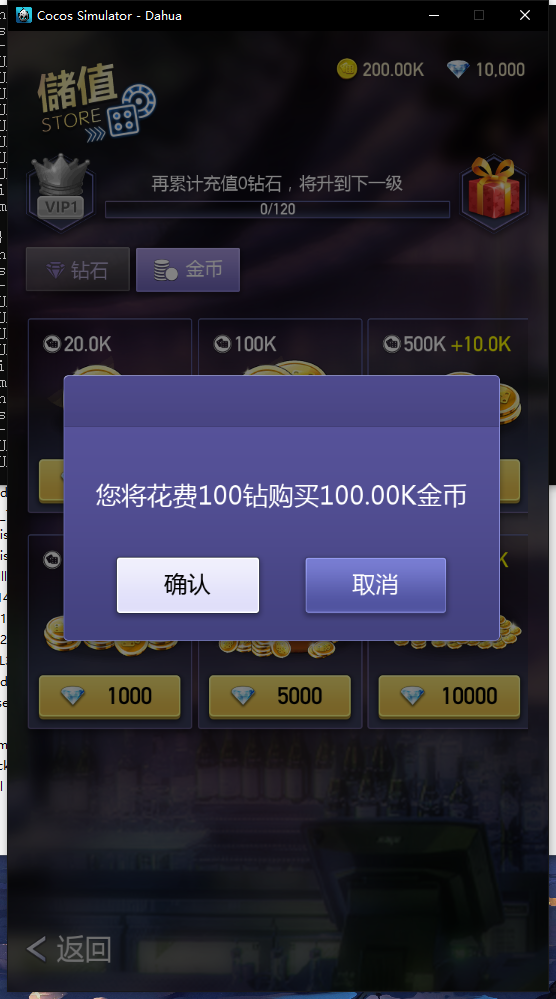 Cocos Simulator - Dahua
儲值
STORE
200.00K
10,000
VIP1
再累计充值0钻石，将升到下一级
0/120
钻石
金币
20.0K
100K
500K +10.0K
您将花费100钻购买100.00K金币
确认
取消
1000
5000
10000
返回